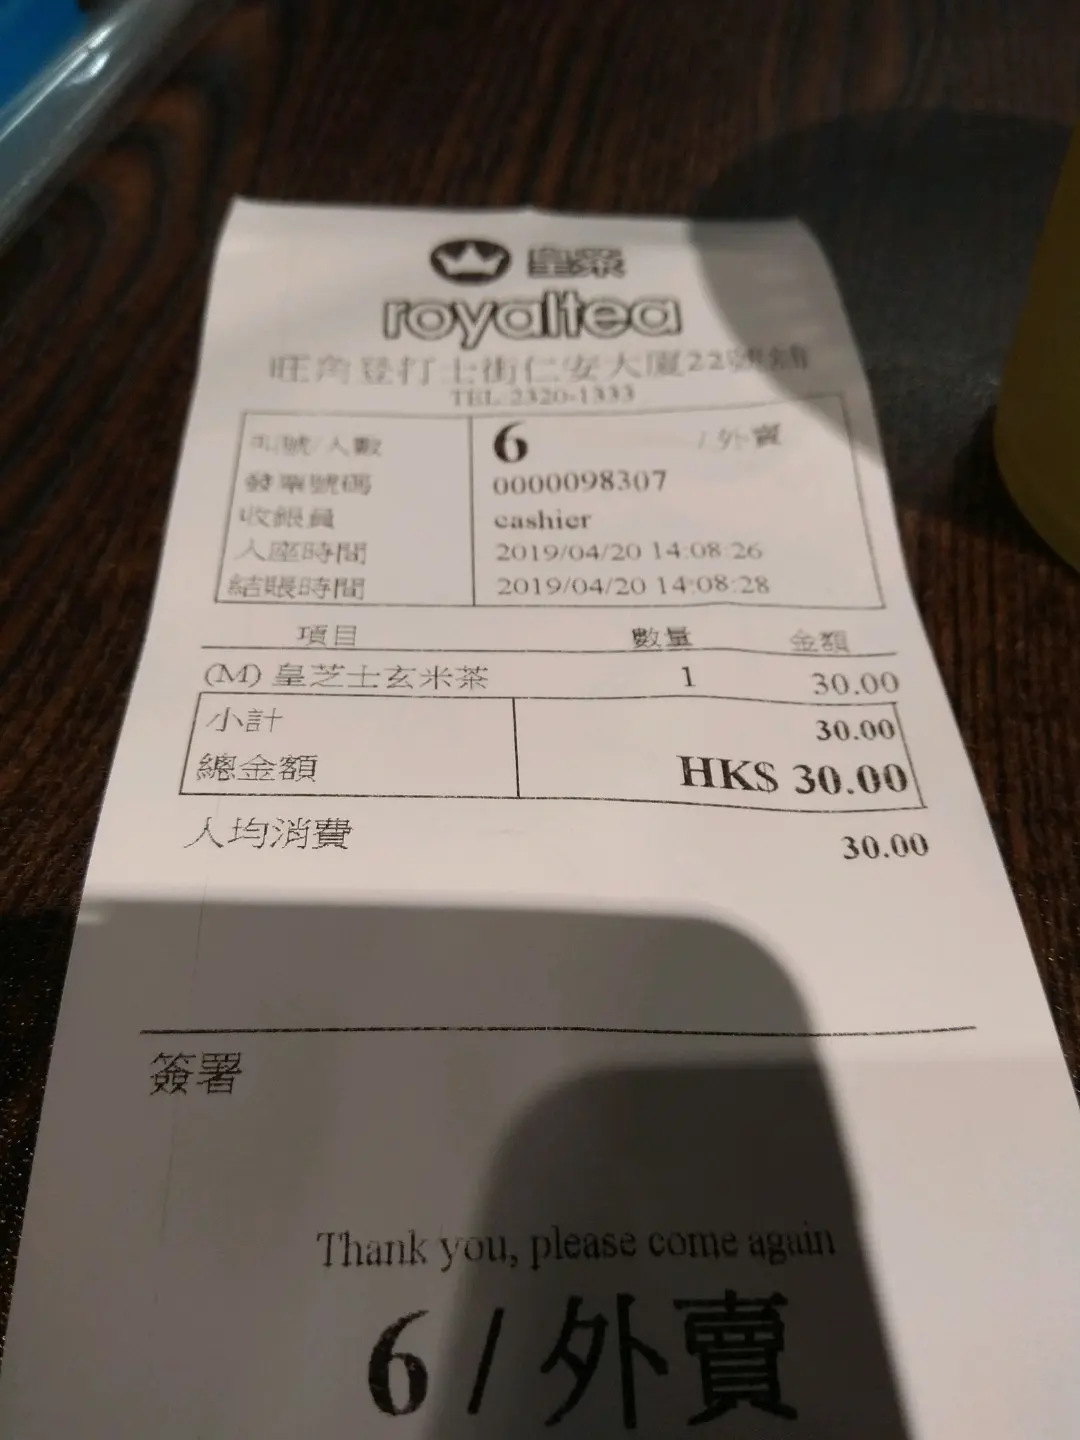 皇茶
royaltea
旺角登打士街仁安大廈22號舖
TEL:2320-1333
叫號/人數 6 /外賣
發票號碼 0000098307
收銀員 cashier
入座時間 2019/04/20 14:08:26
結賬時間 2019/04/20 14:08:28
項目 數量 金額
(M) 皇芝士玄米茶 1 30.00
小計 30.00
總金額 HK$ 30.00
人均消費 30.00
簽署
Thank you, please come again
6 / 外賣